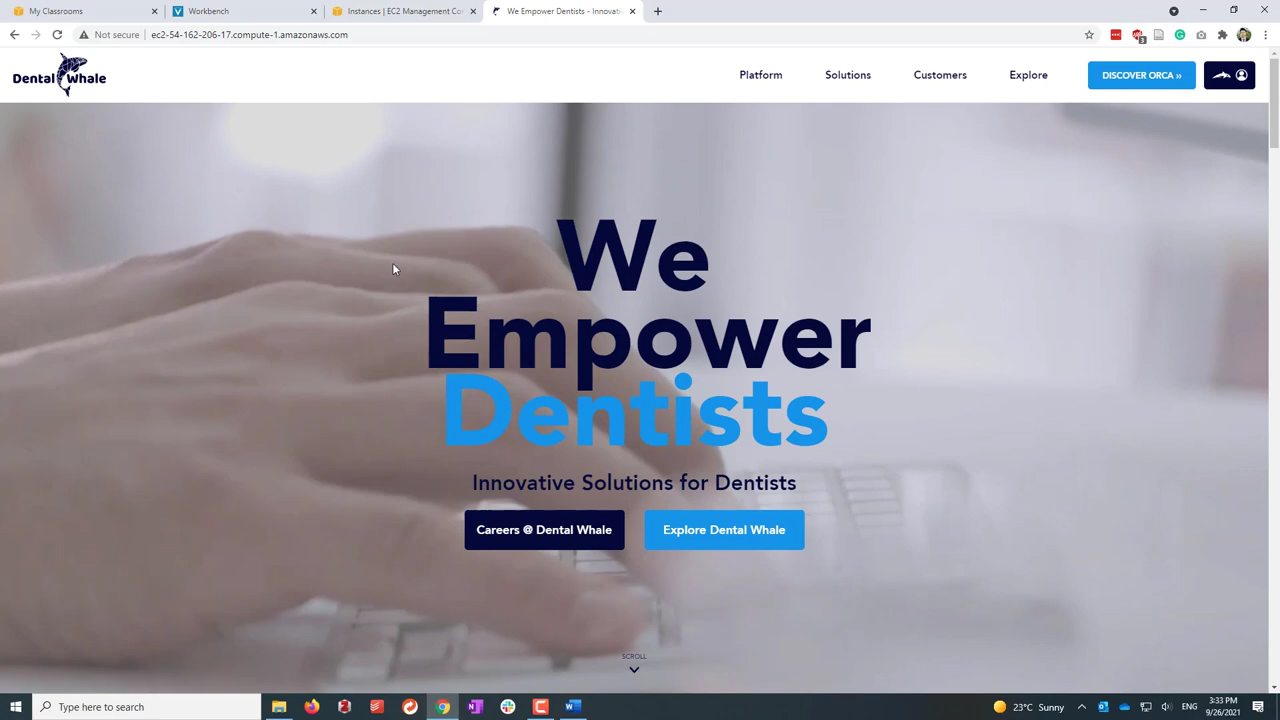 My Classrooms
Workbench
Instances | EC2 Management Co
We Empower Dentists - Innovati
Not secure
ec2-54-162-206-17.compute-1.amazonaws.com
3
Dental Whale
Platform
Solutions
Customers
Explore
DISCOVER ORCA »
We
Empower
Dentists
Innovative Solutions for Dentists
Careers @ Dental Whale
Explore Dental Whale
SCROLL
Type here to search
23°C Sunny
ENG
3:33 PM
9/26/2021